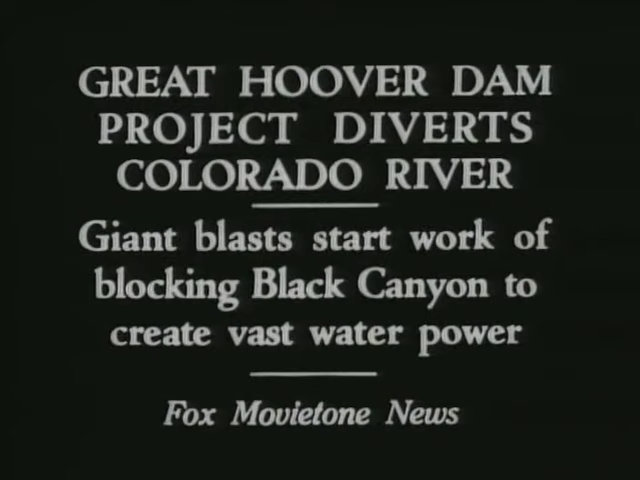 GREAT HOOVER DAM
PROJECT DIVERTS
COLORADO RIVER
Giant blasts start work of
blocking Black Canyon to
create vast water power
Fox Movietone News